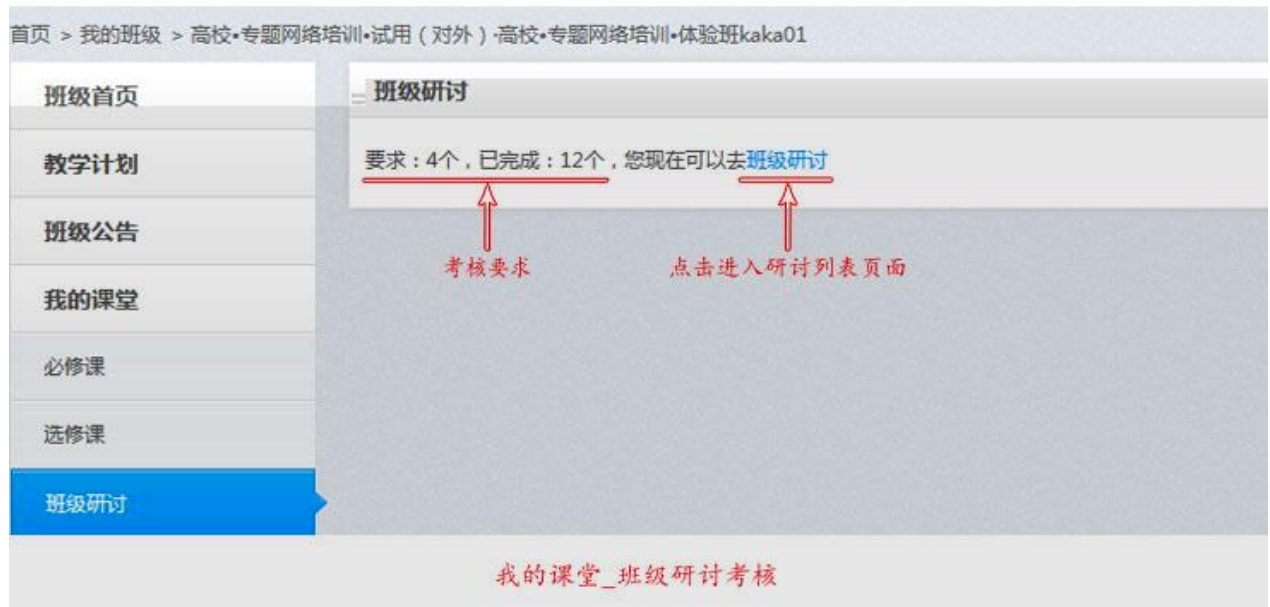 首页 > 我的班级 > 高校•专题网络培训•试用（对外）-高校•专题网络培训•体验班kaka01
班级首页
教学计划
班级公告
我的课堂
必修课
选修课
班级研讨
班级研讨
要求：4个，已完成：12个，您现在可以去班级研讨
考核要求
点击进入研讨列表页面
我的课堂_班级研讨考核